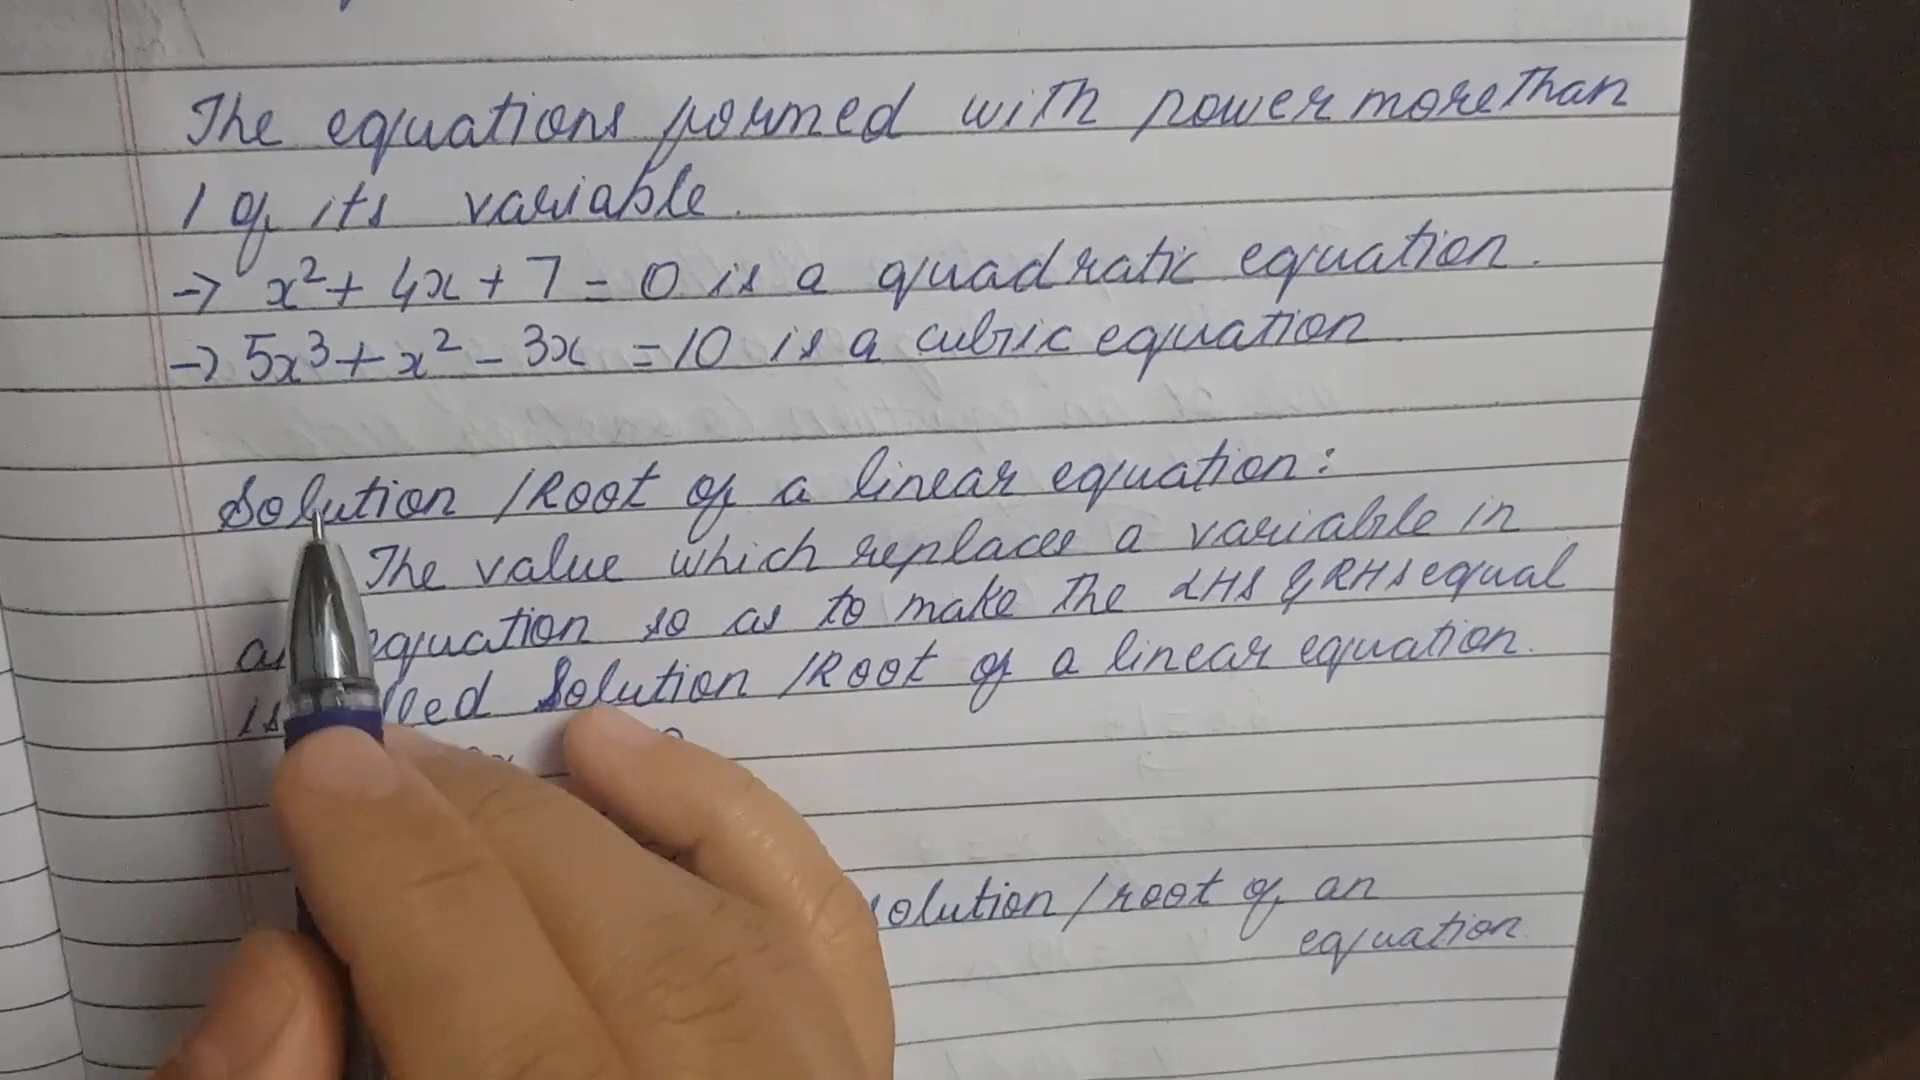 The equations formed with power more than
1 of its variable.
→ x² + 4x + 7 = 0 is a quadratic equation.
→ 5x³ + x² - 3x = 10 is a cubic equation
Solution / Root of a linear equation:
The value which replaces a variable in
equation so as to make the LHS & RHS equal
is Solution / Root of a linear equation.
solution / root of an
equation